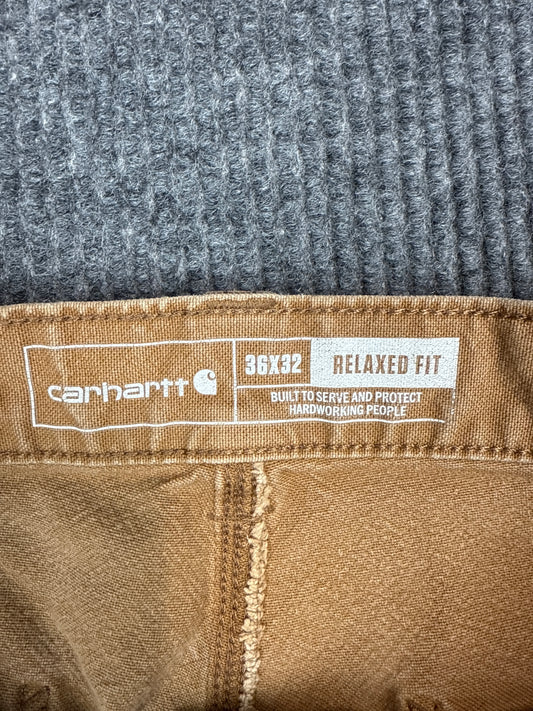 carhartt
36X32
RELAXED FIT
BUILT TO SERVE AND PROTECT
HARDWORKING PEOPLE